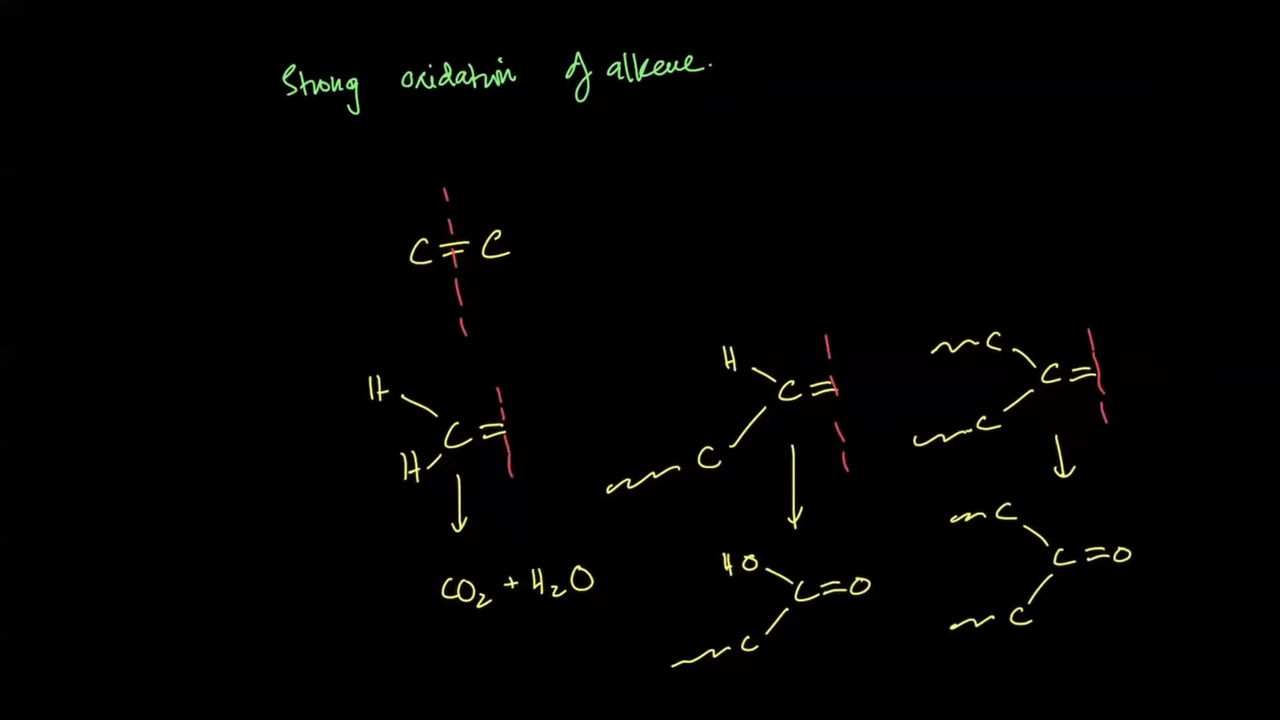 Strong oxidation of alkene.
C = C
H
H
C =
CO₂ + H₂O
H
C =
C
HO
C = O
C
C
C =
C
C
C = O
C